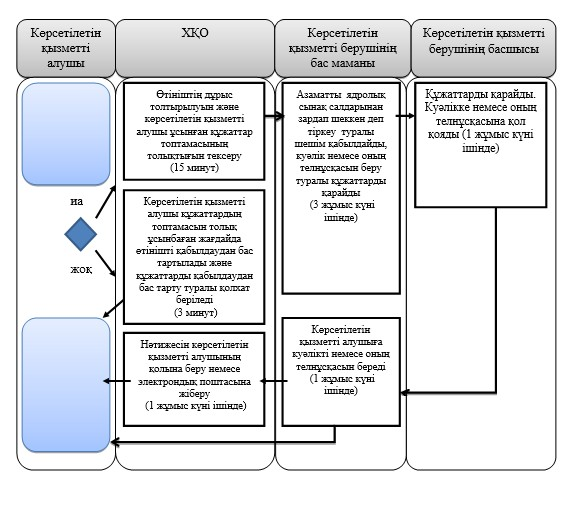 Көрсетілетін
қызметті
алушы
ХҚО
Көрсетілетін
қызметті берушінің
бас маманы
Көрсетілетін қызметті
берушінің басшысы
Өтініштің дұрыс
толтырылуын және
көрсетілетін қызметті
алушы ұсынған құжаттар
топтамасының
толықтығын тексеру
(15 минут)
Азаматты ядролық
сынақ салдарынан
зардап шеккен деп
тіркеу туралы
шешім қабылдайды,
куәлік немесе оның
телнұсқасын беру
туралы құжаттарды
қарайды
(3 жұмыс күні
ішінде)
Құжаттарды қарайды.
Куәлікке немесе оның
телнұсқасына қол
қояды (1 жұмыс күні
ішінде)
иа
жоқ
Көрсетілетін қызметті
алушы құжаттардың
топтамасын толық
ұсынбаған жағдайда
өтінішті қабылдаудан бас
тартылады және
құжаттарды қабылдаудан
бас тарту туралы қолхат
беріледі
(3 минут)
Нәтижесін көрсетілетін
қызметті алушының
қолына беру немесе
электрондық поштасына
жіберу
(1 жұмыс күні ішінде)
Көрсетілетін
қызметті алушыға
куәлікті немесе оның
телнұсқасын береді
(1 жұмыс күні
ішінде)